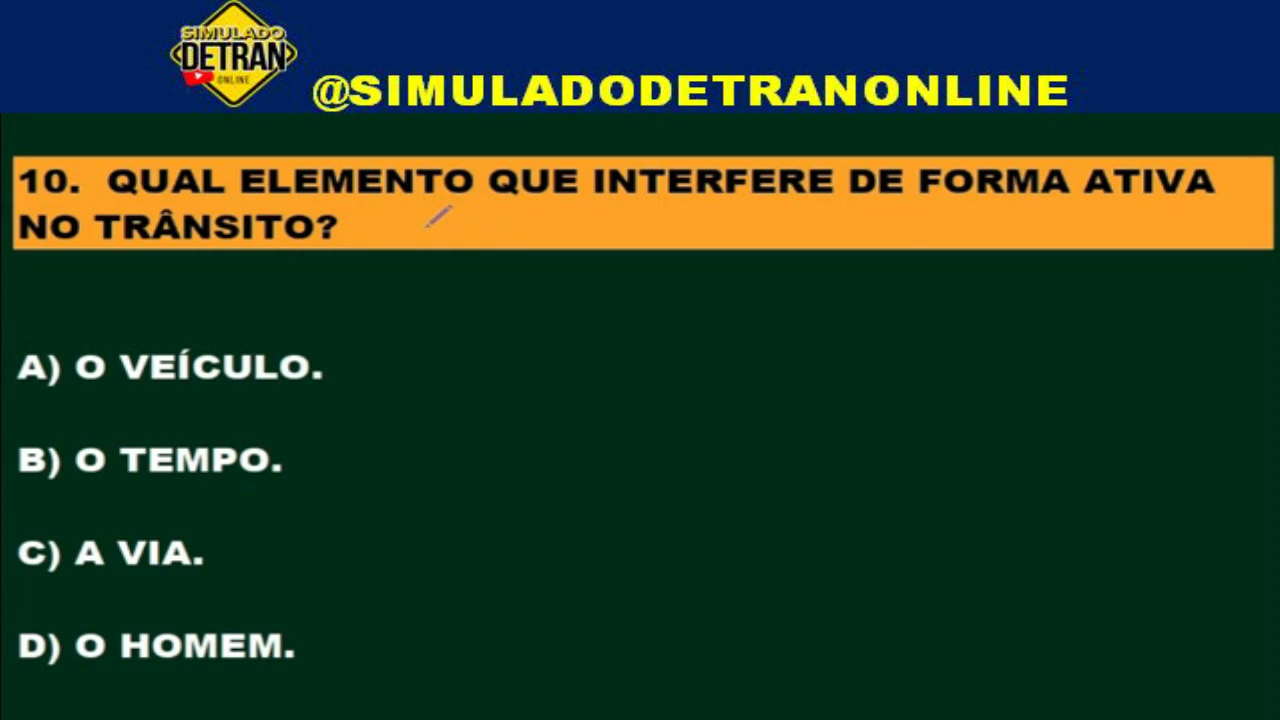 SIMULADO
DETRAN
ONLINE
@SIMULADODETRANONLINE
10. QUAL ELEMENTO QUE INTERFERE DE FORMA ATIVA
NO TRÂNSITO?
A) O VEÍCULO.
B) O TEMPO.
C) A VIA.
D) O HOMEM.